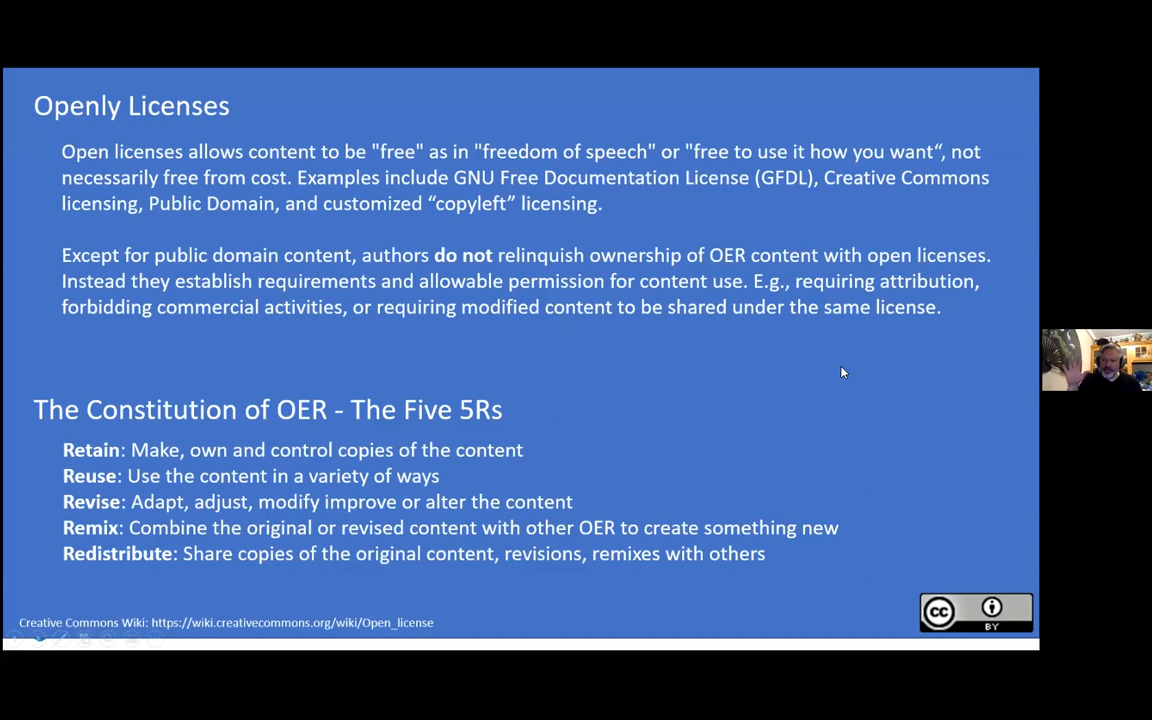 Openly Licenses
Open licenses allows content to be "free" as in "freedom of speech" or "free to use it how you want“, not
necessarily free from cost. Examples include GNU Free Documentation License (GFDL), Creative Commons
licensing, Public Domain, and customized “copyleft” licensing.
Except for public domain content, authors do not relinquish ownership of OER content with open licenses.
Instead they establish requirements and allowable permission for content use. E.g., requiring attribution,
forbidding commercial activities, or requiring modified content to be shared under the same license.
The Constitution of OER - The Five 5Rs
Retain: Make, own and control copies of the content
Reuse: Use the content in a variety of ways
Revise: Adapt, adjust, modify improve or alter the content
Remix: Combine the original or revised content with other OER to create something new
Redistribute: Share copies of the original content, revisions, remixes with others
Creative Commons Wiki: https://wiki.creativecommons.org/wiki/Open_license
cc
BY